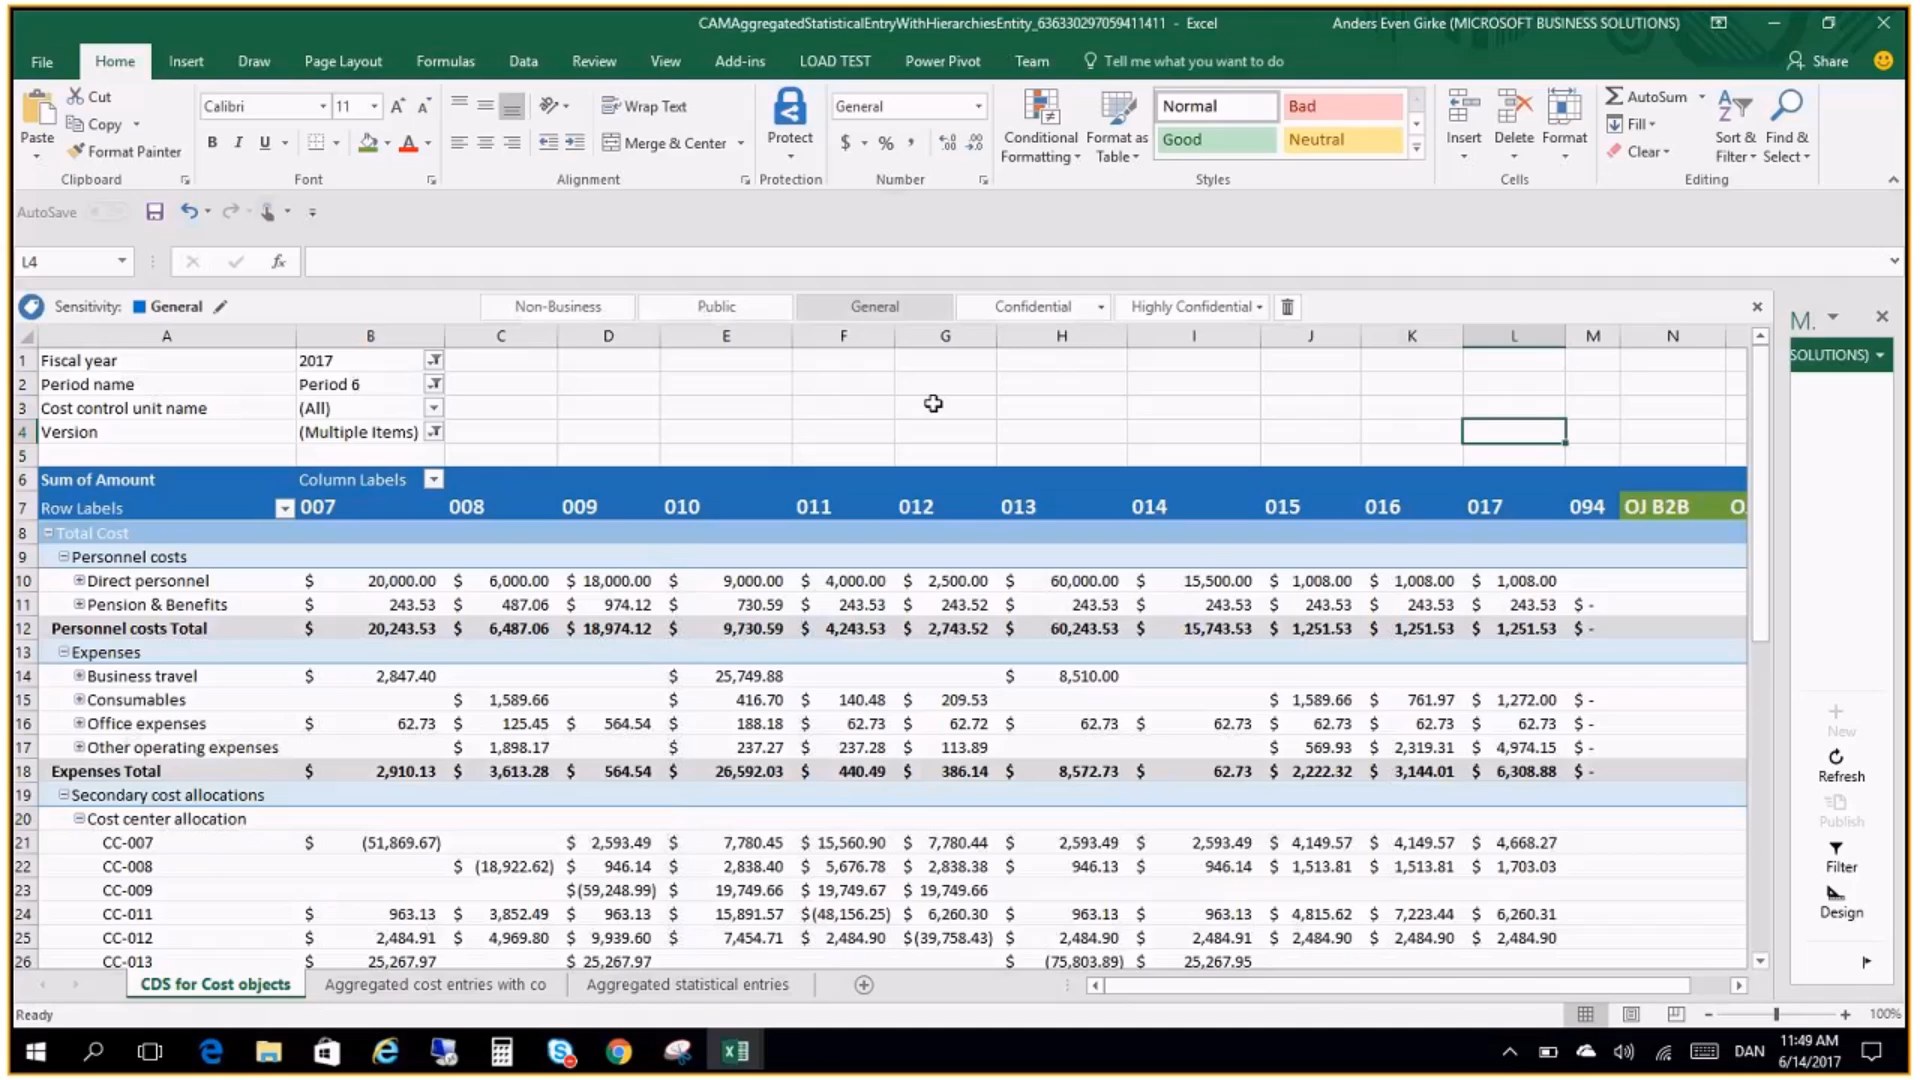 CAMAggregatedStatisticalEntryWithHierarchiesEntity_636330297059411411 - Excel
Anders Even Girke (MICROSOFT BUSINESS SOLUTIONS)
File Home Insert Draw Page Layout Formulas Data Review View Add-ins LOAD TEST Power Pivot Team Tell me what you want to do Share
Paste Cut Copy Format Painter Clipboard
Calibri 11 B I U Font
Wrap Text Merge & Center Alignment
Protect Protection
General $ % , Number
Conditional Formatting Format as Table Normal Bad Good Neutral Styles
Insert Delete Format Cells
AutoSum Fill Clear Sort & Filter Find & Select Editing
AutoSave
L4 fx
Sensitivity: General Non-Business Public General Confidential Highly Confidential
M.
SOLUTIONS)
A B C D E F G H I J K L M N
1 Fiscal year 2017
2 Period name Period 6
3 Cost control unit name (All)
4 Version (Multiple Items)
5
6 Sum of Amount Column Labels
7 Row Labels 007 008 009 010 011 012 013 014 015 016 017 094 OJ B2B O.
8 Total Cost
9 Personnel costs
10 Direct personnel $ 20,000.00 $ 6,000.00 $ 18,000.00 $ 9,000.00 $ 4,000.00 $ 2,500.00 $ 60,000.00 $ 15,500.00 $ 1,008.00 $ 1,008.00 $ 1,008.00
11 Pension & Benefits $ 243.53 $ 487.06 $ 974.12 $ 730.59 $ 243.53 $ 243.52 $ 243.53 $ 243.53 $ 243.53 $ 243.53 $ 243.53 $ -
12 Personnel costs Total $ 20,243.53 $ 6,487.06 $ 18,974.12 $ 9,730.59 $ 4,243.53 $ 2,743.52 $ 60,243.53 $ 15,743.53 $ 1,251.53 $ 1,251.53 $ 1,251.53 $ -
13 Expenses
14 Business travel $ 2,847.40 $ 25,749.88 $ 8,510.00
15 Consumables $ 1,589.66 $ 416.70 $ 140.48 $ 209.53 $ 1,589.66 $ 761.97 $ 1,272.00 $ -
16 Office expenses $ 62.73 $ 125.45 $ 564.54 $ 188.18 $ 62.73 $ 62.72 $ 62.73 $ 62.73 $ 62.73 $ 62.73 $ 62.73 $ -
17 Other operating expenses $ 1,898.17 $ 237.27 $ 237.28 $ 113.89 $ 569.93 $ 2,319.31 $ 4,974.15 $ -
18 Expenses Total $ 2,910.13 $ 3,613.28 $ 564.54 $ 26,592.03 $ 440.49 $ 386.14 $ 8,572.73 $ 62.73 $ 2,222.32 $ 3,144.01 $ 6,308.88 $ -
19 Secondary cost allocations
20 Cost center allocation
21 CC-007 $ (51,869.67) $ 2,593.49 $ 7,780.45 $ 15,560.90 $ 7,780.44 $ 2,593.49 $ 2,593.49 $ 4,149.57 $ 4,149.57 $ 4,668.27
22 CC-008 $ (18,922.62) $ 946.14 $ 2,838.40 $ 5,676.78 $ 2,838.38 $ 946.13 $ 946.14 $ 1,513.81 $ 1,513.81 $ 1,703.03
23 CC-009 $(59,248.99) $ 19,749.66 $ 19,749.67 $ 19,749.66
24 CC-011 $ 963.13 $ 3,852.49 $ 963.13 $ 15,891.57 $(48,156.25) $ 6,260.30 $ 963.13 $ 963.13 $ 4,815.62 $ 7,223.44 $ 6,260.31
25 CC-012 $ 2,484.91 $ 4,969.80 $ 9,939.60 $ 7,454.71 $ 2,484.90 $(39,758.43) $ 2,484.90 $ 2,484.91 $ 2,484.90 $ 2,484.90 $ 2,484.90
26 CC-013 $ 25,267.97 $ 25,267.97 $ (75,803.89) $ 25,267.95
New
Refresh
Publish
Filter
Design
CDS for Cost objects Aggregated cost entries with co Aggregated statistical entries
Ready 100%
DAN 11:49 AM
6/14/2017